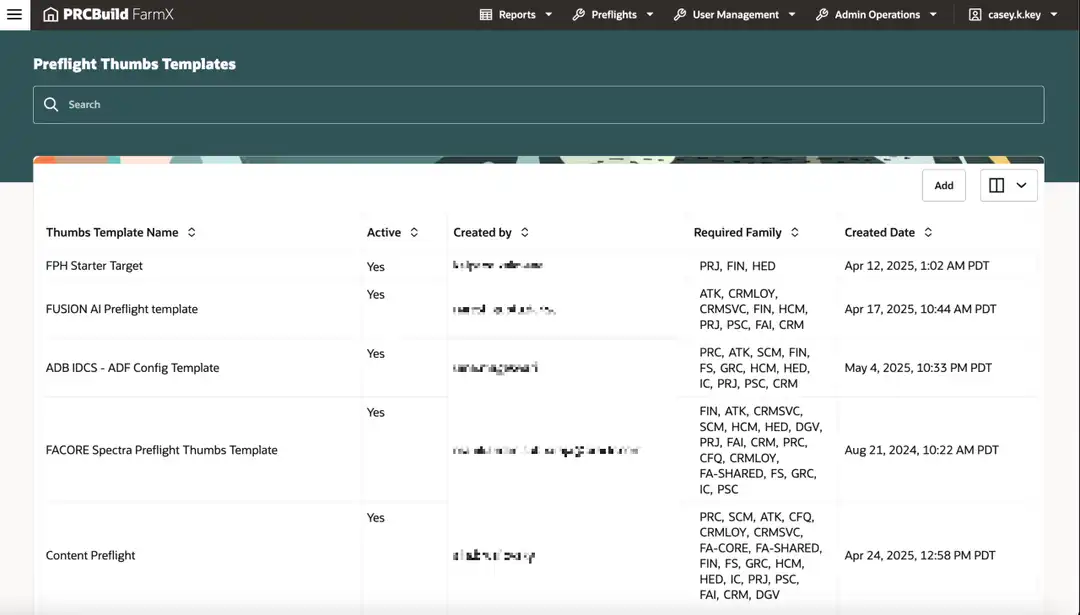 PRCBuild FarmX
Reports Preflights User Management Admin Operations casey.k.key
Preflight Thumbs Templates
Search
Add
Thumbs Template Name Active Created by Required Family Created Date
FPH Starter Target Yes PRJ, FIN, HED Apr 12, 2025, 1:02 AM PDT
Yes ATK, CRMLOY,
FUSION AI Preflight template CRMSVC, FIN, HCM, Apr 17, 2025, 10:44 AM PDT
PRJ, PSC, FAI, CRM
Yes PRC, ATK, SCM, FIN,
ADB IDCS - ADF Config Template FS, GRC, HCM, HED, May 4, 2025, 10:33 PM PDT
IC, PRJ, PSC, CRM
Yes FIN, ATK, CRMSVC,
SCM, HCM, HED, DGV,
FACORE Spectra Preflight Thumbs Template PRJ, FAI, CRM, PRC, Aug 21, 2024, 10:22 AM PDT
CFQ, CRMLOY,
FA-SHARED, FS, GRC,
IC, PSC
Yes PRC, SCM, ATK, CFQ,
CRMLOY, CRMSVC,
Content Preflight FA-CORE, FA-SHARED, Apr 24, 2025, 12:58 PM PDT
FIN, FS, GRC, HCM,
HED, IC, PRJ, PSC,
FAI, CRM, DGV